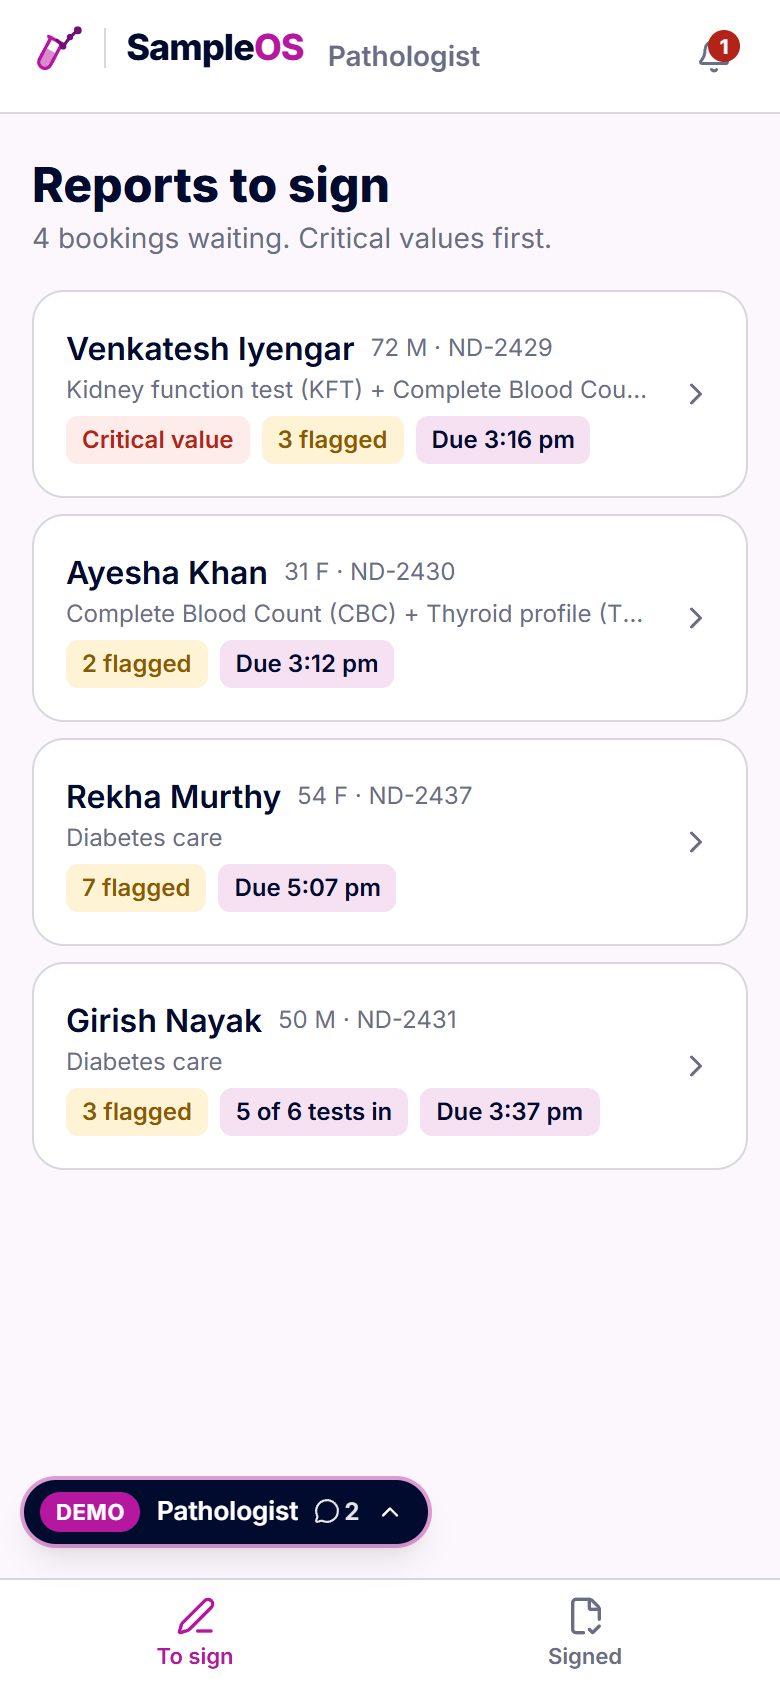 SampleOS Pathologist 1
Reports to sign
4 bookings waiting. Critical values first.
Venkatesh Iyengar 72 M · ND-2429
Kidney function test (KFT) + Complete Blood Cou...
Critical value 3 flagged Due 3:16 pm
Ayesha Khan 31 F · ND-2430
Complete Blood Count (CBC) + Thyroid profile (T...
2 flagged Due 3:12 pm
Rekha Murthy 54 F · ND-2437
Diabetes care
7 flagged Due 5:07 pm
Girish Nayak 50 M · ND-2431
Diabetes care
3 flagged 5 of 6 tests in Due 3:37 pm
DEMO Pathologist 2
To sign Signed